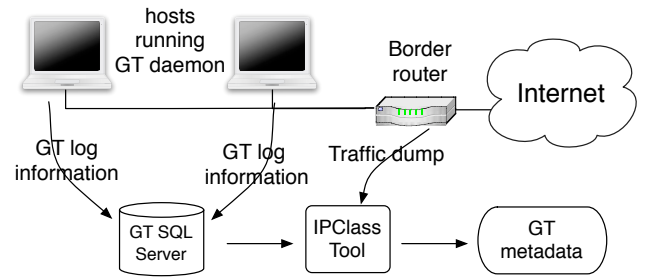 hosts
running
GT daemon
Border
router
Internet
GT log
information
GT log
information
Traffic dump
GT SQL
Server
IPClass
Tool
GT
metadata